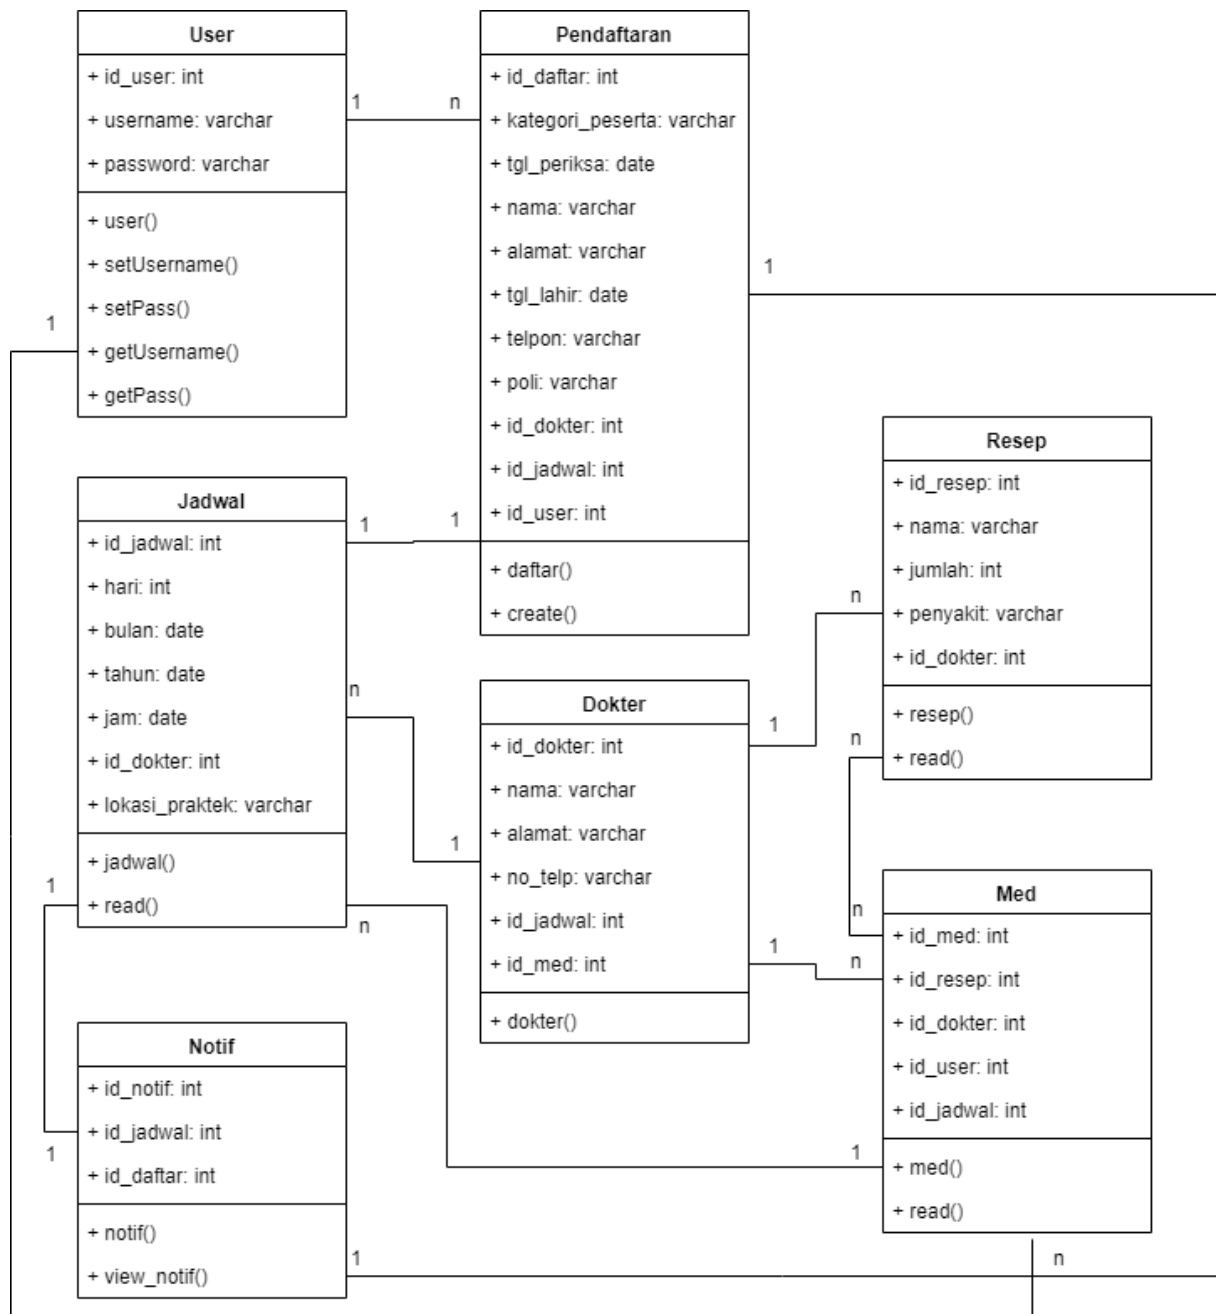 User
+ id_user: int
+ username: varchar
+ password: varchar
+ user()
+ setUsername()
+ setPass()
+ getUsername()
+ getPass()
1
n
1
Pendaftaran
+ id_daftar: int
+ kategori_peserta: varchar
+ tgl_periksa: date
+ nama: varchar
+ alamat: varchar
+ tgl_lahir: date
+ telpon: varchar
+ poli: varchar
+ id_dokter: int
+ id_jadwal: int
+ id_user: int
+ daftar()
+ create()
1
Jadwal
+ id_jadwal: int
+ hari: int
+ bulan: date
+ tahun: date
+ jam: date
+ id_dokter: int
+ lokasi_praktek: varchar
+ jadwal()
+ read()
1
1
n
1
1
n
Dokter
+ id_dokter: int
+ nama: varchar
+ alamat: varchar
+ no_telp: varchar
+ id_jadwal: int
+ id_med: int
+ dokter()
1
n
1
n
Resep
+ id_resep: int
+ nama: varchar
+ jumlah: int
+ penyakit: varchar
+ id_dokter: int
+ resep()
+ read()
n
n
Notif
+ id_notif: int
+ id_jadwal: int
+ id_daftar: int
+ notif()
+ view_notif()
1
1
Med
+ id_med: int
+ id_resep: int
+ id_dokter: int
+ id_user: int
+ id_jadwal: int
+ med()
+ read()
1
n